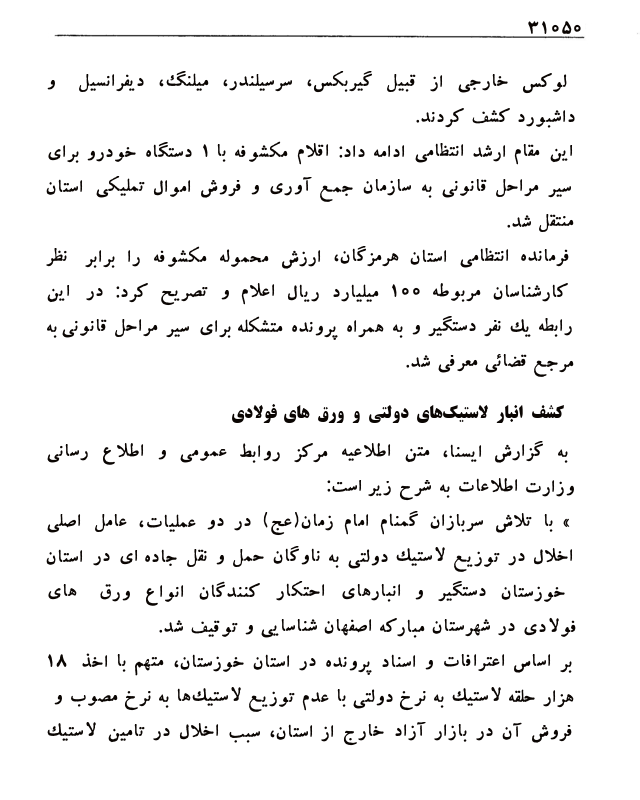 ۳۱۰۵۰
لوکس خارجی از قبیل گیربکس، سرسیلندر، میلنگ، دیفرانسیل و
داشبورد کشف کردند.
این مقام ارشد انتظامی ادامه داد: اقلام مکشوفه با ۱ دستگاه خودرو برای
سیر مراحل قانونی به سازمان جمع آوری و فروش اموال تملیکی استان
منتقل شد.
فرمانده انتظامی استان هرمزگان، ارزش محموله مکشوفه را برابر نظر
کارشناسان مربوطه ۱۰۰ میلیارد ریال اعلام و تصریح کرد: در این
رابطه یك نفر دستگیر و به همراه پرونده متشکله برای سیر مراحل قانونی به
مرجع قضائی معرفی شد.
کشف انبار لاستیک‌های دولتی و ورق های فولادی
به گزارش ایسنا، متن اطلاعیه مرکز روابط عمومی و اطلاع رسانی
وزارت اطلاعات به شرح زیر است:
» با تلاش سربازان گمنام امام زمان(عج) در دو عملیات، عامل اصلی
اخلال در توزیع لاستیك دولتی به ناوگان حمل و نقل جاده ای در استان
خوزستان دستگیر و انبارهای احتکار کنندگان انواع ورق های
فولادی در شهرستان مبارکه اصفهان شناسایی و توقیف شد.
بر اساس اعترافات و اسناد پرونده در استان خوزستان، متهم با اخذ ۱۸
هزار حلقه لاستیك به نرخ دولتی با عدم توزیع لاستیك‌ها به نرخ مصوب و
فروش آن در بازار آزاد خارج از استان، سبب اخلال در تامین لاستیك